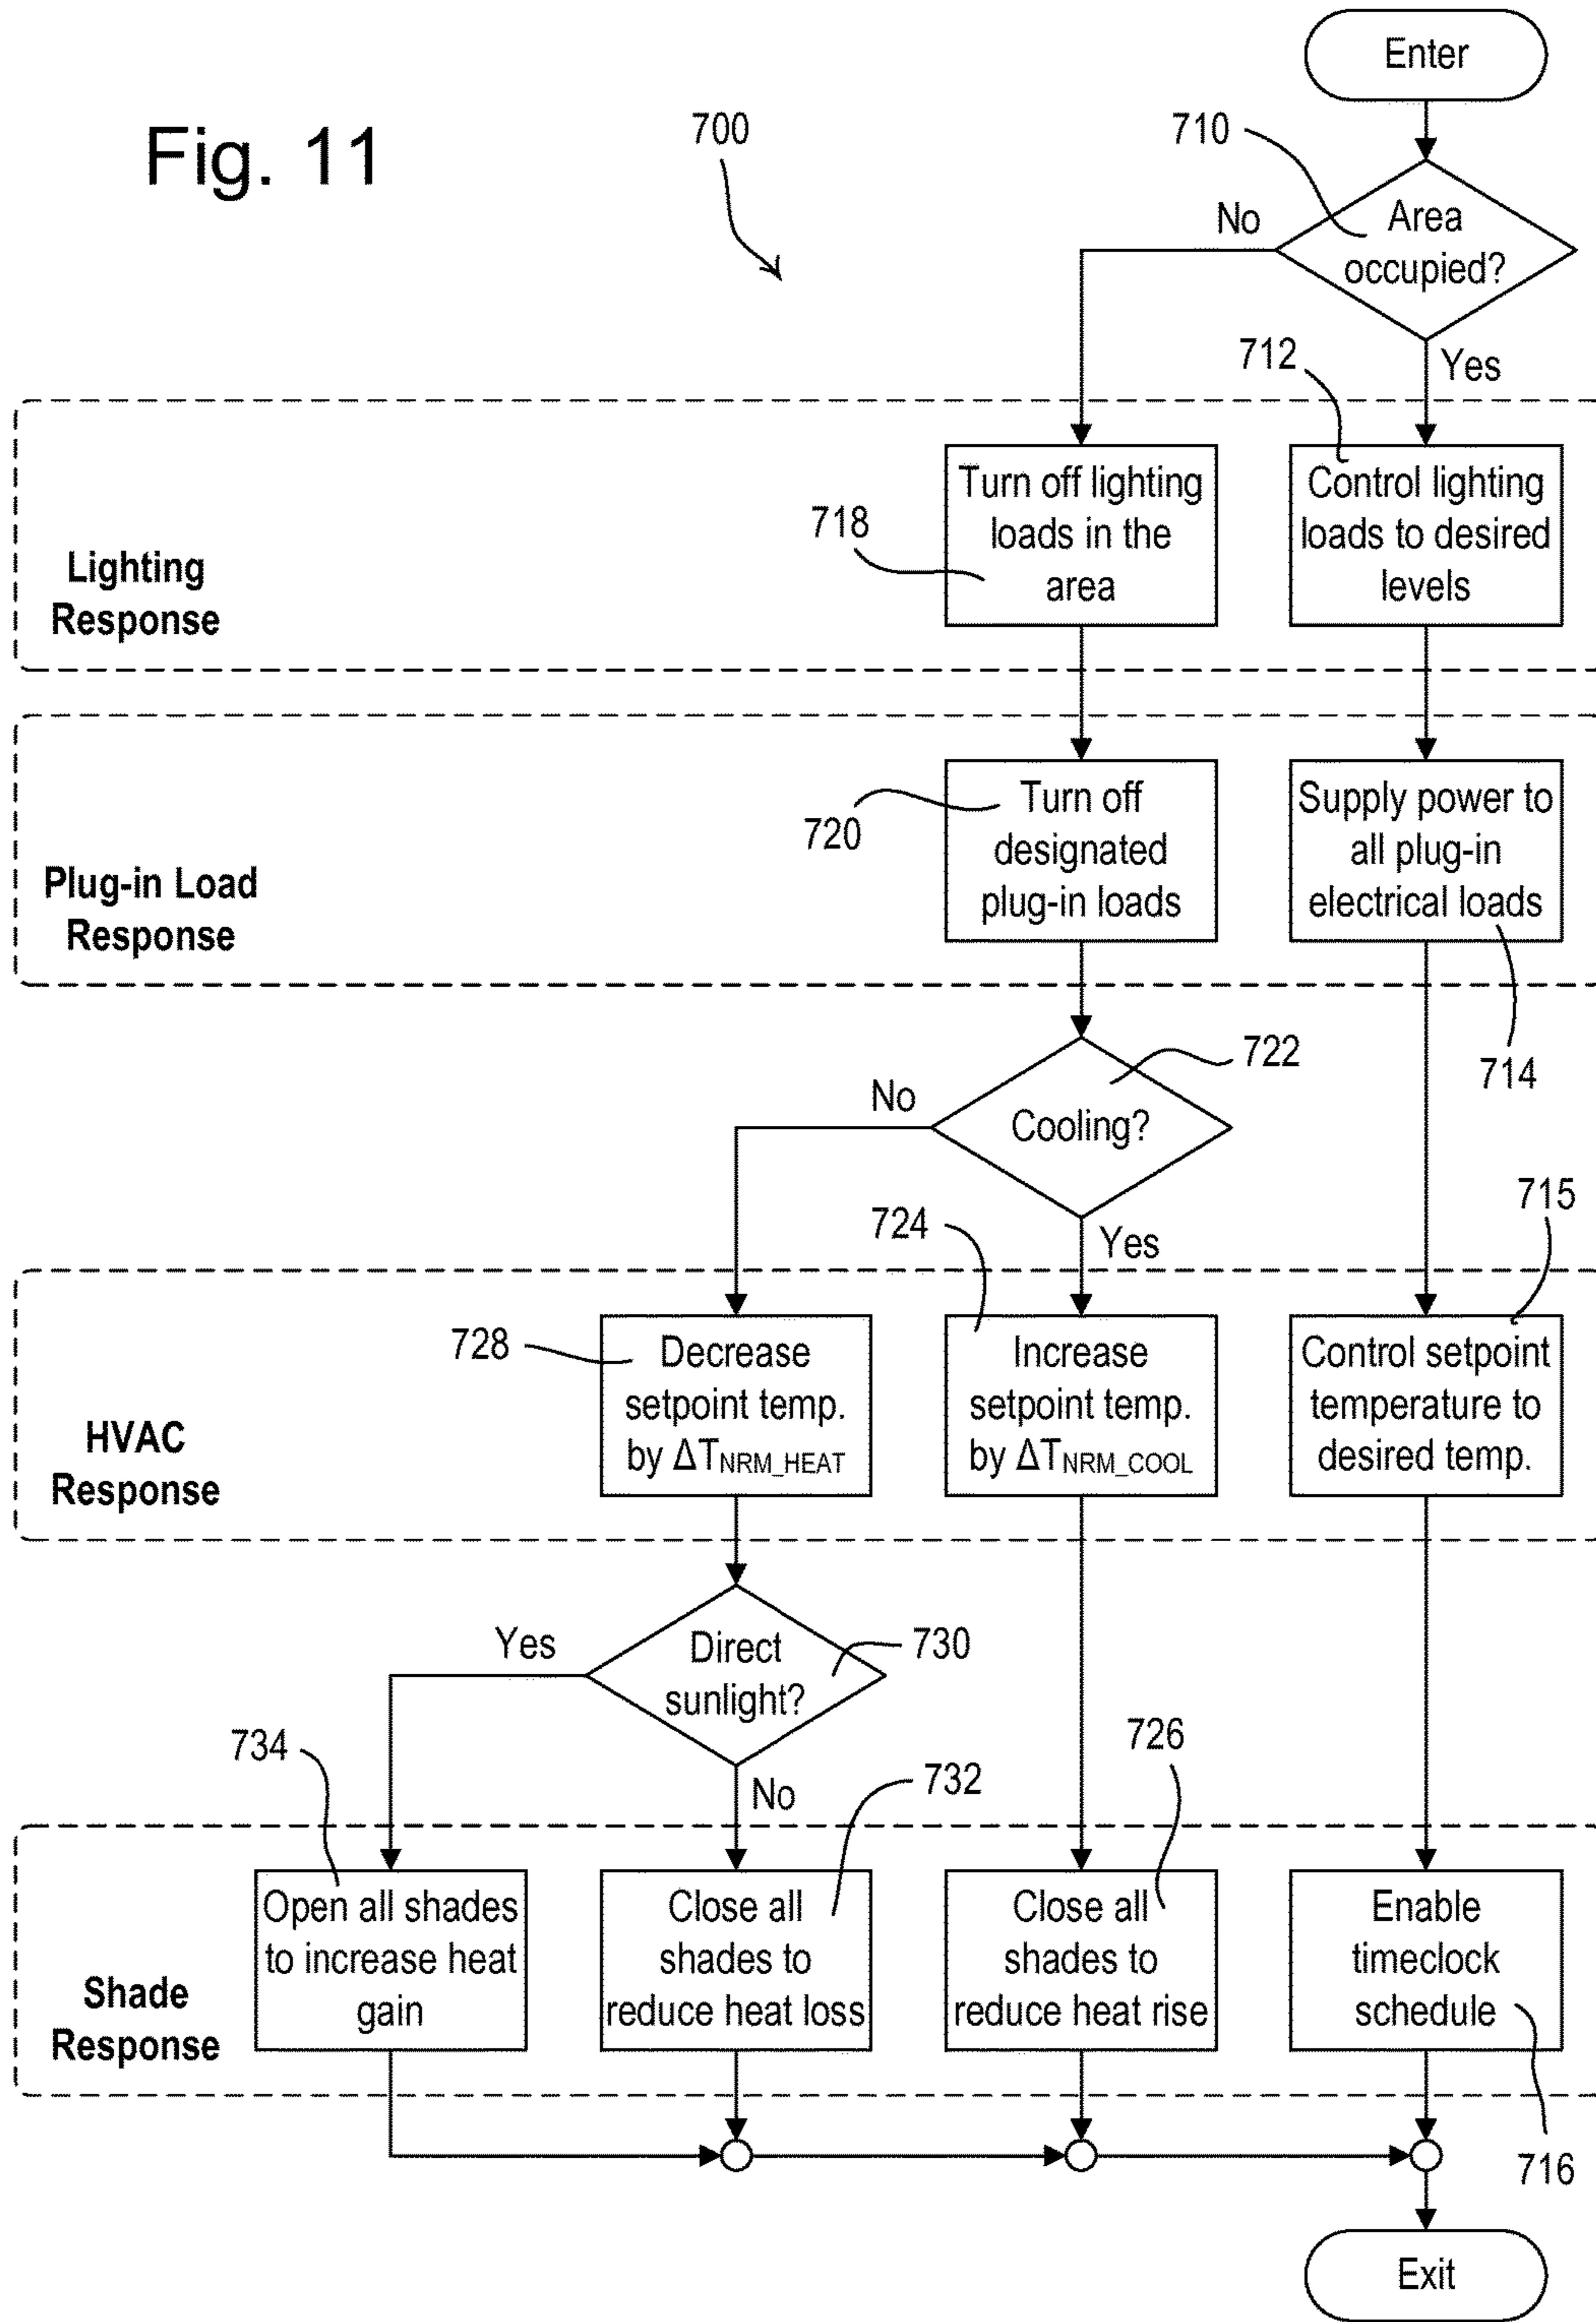 Fig. 11
700
Enter
710
Area
occupied?
No
Yes
712
Lighting
Response
718
Turn off lighting
loads in the
area
Control lighting
loads to desired
levels
Plug-in Load
Response
720
Turn off
designated
plug-in loads
Supply power to
all plug-in
electrical loads
714
722
Cooling?
No
Yes
724
715
HVAC
Response
728
Decrease
setpoint temp.
by ΔTNRM_HEAT
Increase
setpoint temp.
by ΔTNRM_COOL
Control setpoint
temperature to
desired temp.
Direct
sunlight?
730
Yes
No
734
732
726
Shade
Response
Open all shades
to increase heat
gain
Close all
shades to
reduce heat loss
Close all
shades to
reduce heat rise
Enable
timeclock
schedule
716
Exit